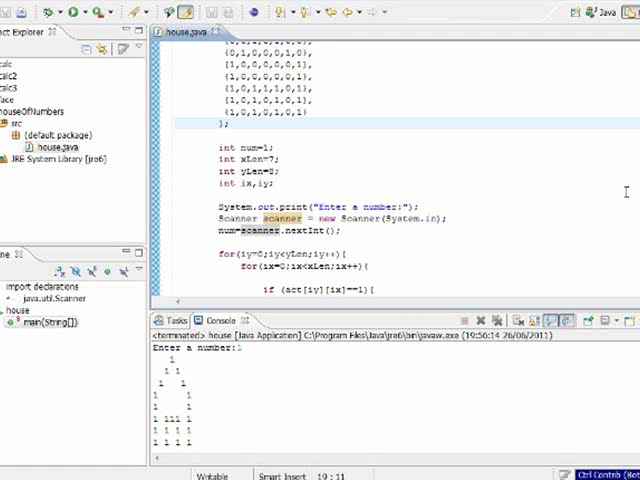 Java
ect Explorer
house.java
calc
calc2
calc3
face
houseOfNumbers
src
(default package)
house.java
JRE System Library [jre6]
{0,1,0,0,0,1,0},
{1,0,0,0,0,0,1},
{1,0,0,0,0,0,1},
{1,0,1,1,1,0,1},
{1,0,1,0,1,0,1},
{1,0,1,0,1,0,1}
};
int num=1;
int xLen=7;
int yLen=8;
int ix,iy;
System.out.print("Enter a number:");
Scanner scanner = new Scanner(System.in);
num=scanner.nextInt();
for(iy=0;iy<yLen;iy++){
for(ix=0;ix<xLen;ix++){
if (act[iy][ix]==1){
ine
import declarations
java.util.Scanner
house
main(String[])
Tasks
Console
<terminated> house [Java Application] C:\Program Files\Java\jre6\bin\javaw.exe (19:56:14 26/06/2011)
Enter a number:1
1
1 1
1 1
1 1
1 1
1 111 1
1 1 1 1
1 1 1 1
Writable
Smart Insert
19 : 11